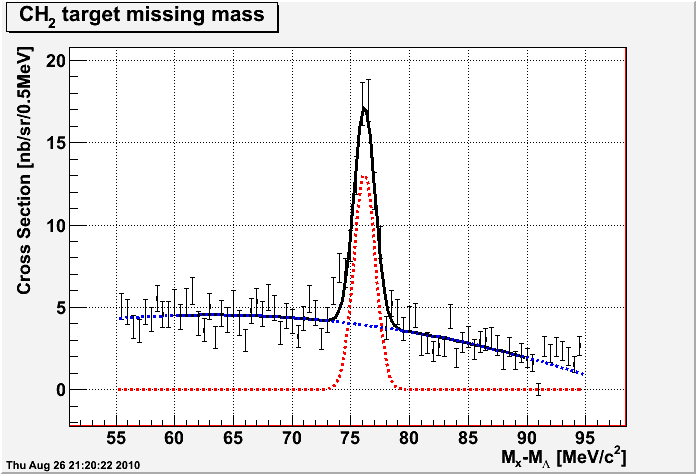 CH2 target missing mass
Cross Section [nb/sr/0.5MeV]
20
15
10
5
0
55 60 65 70 75 80 85 90 95
Mx-MΛ [MeV/c2]
Thu Aug 26 21:20:22 2010